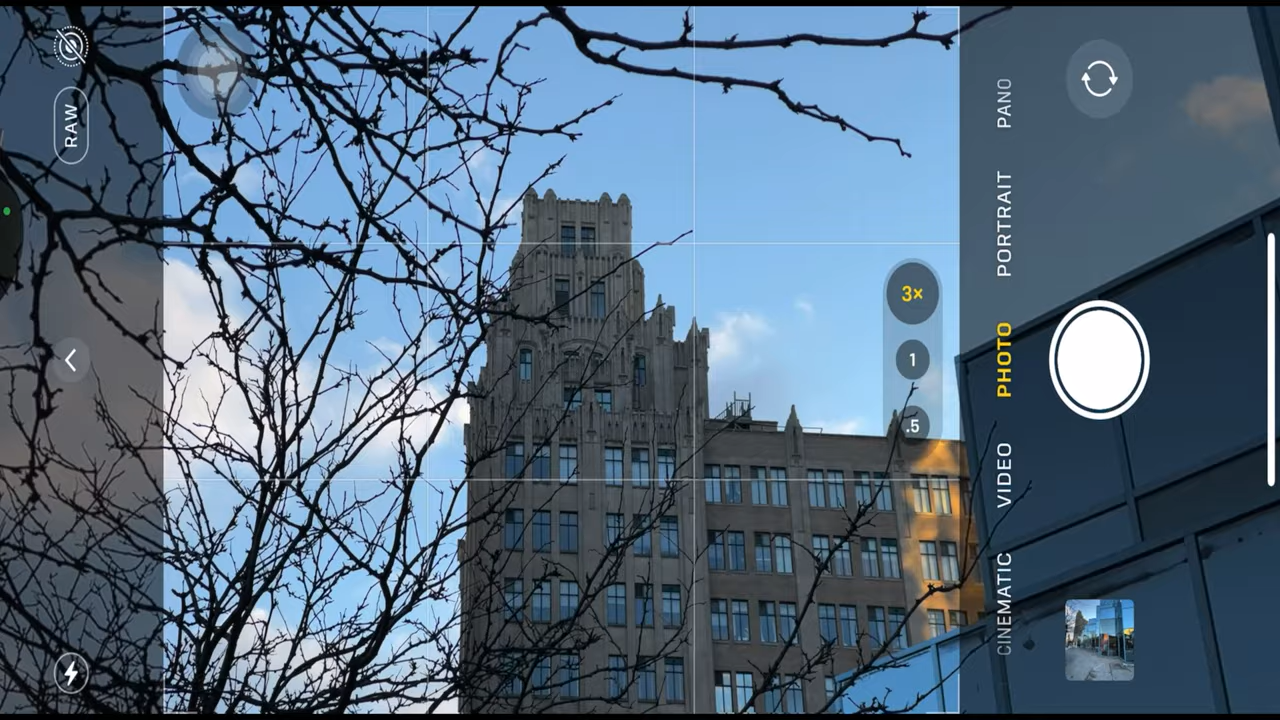 RAW
3×
1
.5
PANO
PORTRAIT
PHOTO
VIDEO
CINEMATIC